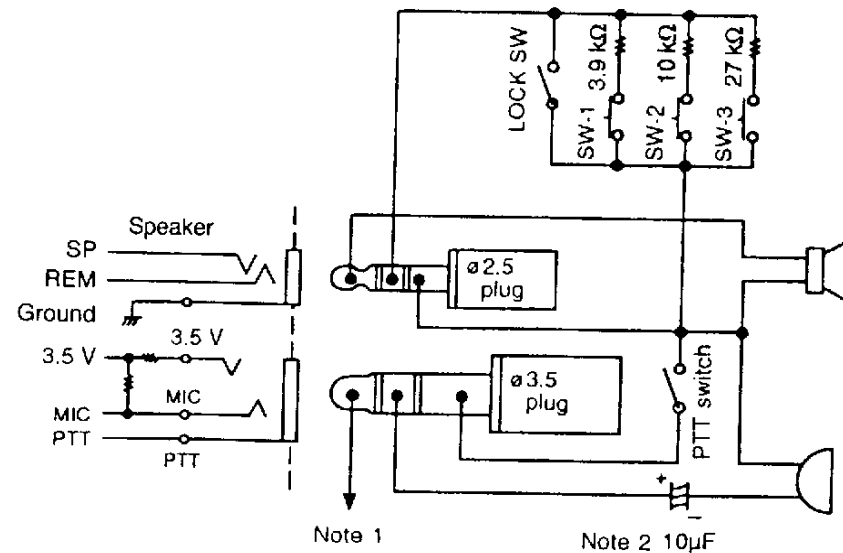 LOCK SW
3.9 kΩ
SW-1
10 kΩ
SW-2
27 kΩ
SW-3
Speaker
SP
REM
Ground
3.5 V
3.5 V
MIC
MIC
PTT
PTT
ø2.5
plug
ø3.5
plug
PTT switch
+
−
Note 1
Note 2 10µF